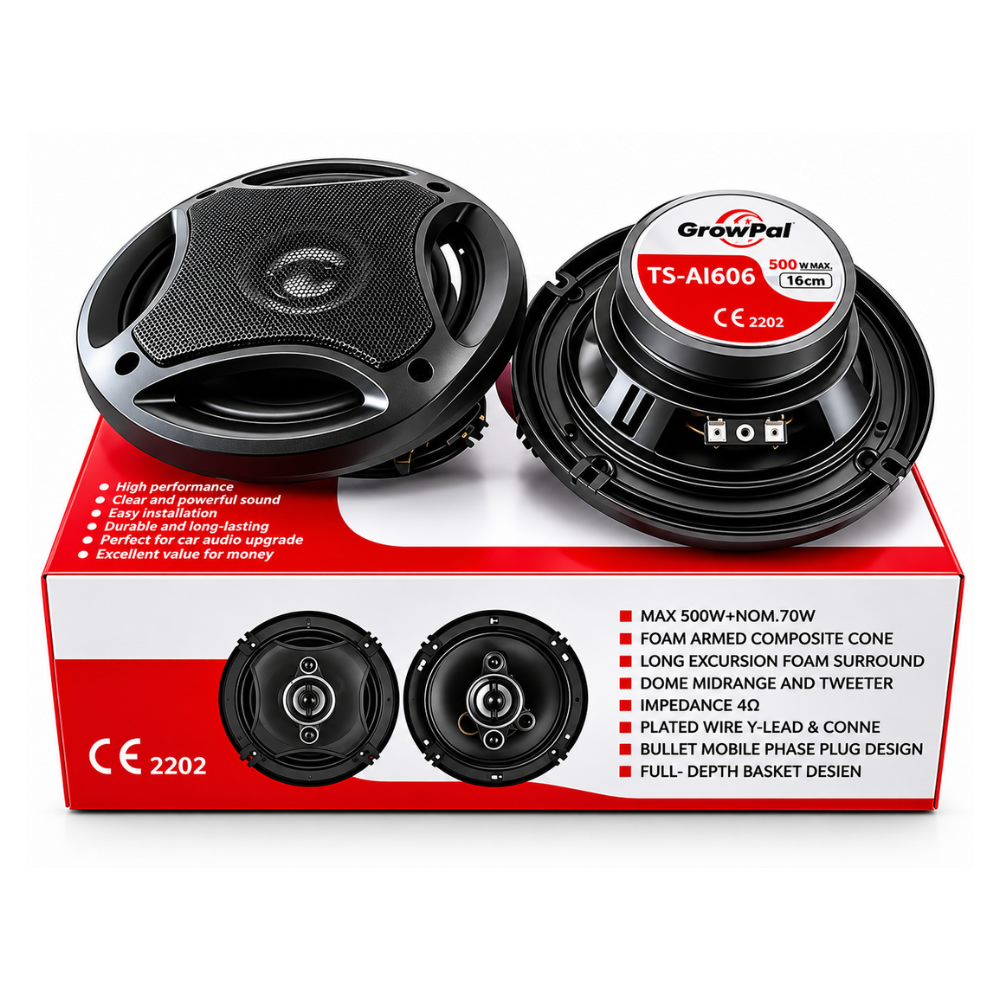 GrowPal
TS-AI606
500 W MAX.
16cm
CE 2202
High performance
Clear and powerful sound
Easy installation
Durable and long-lasting
Perfect for car audio upgrade
Excellent value for money
CE 2202
MAX 500W+NOM.70W
FOAM ARMED COMPOSITE CONE
LONG EXCURSION FOAM SURROUND
DOME MIDRANGE AND TWEETER
IMPEDANCE 4Ω
PLATED WIRE Y-LEAD & CONNE
BULLET MOBILE PHASE PLUG DESIGN
FULL- DEPTH BASKET DESIEN